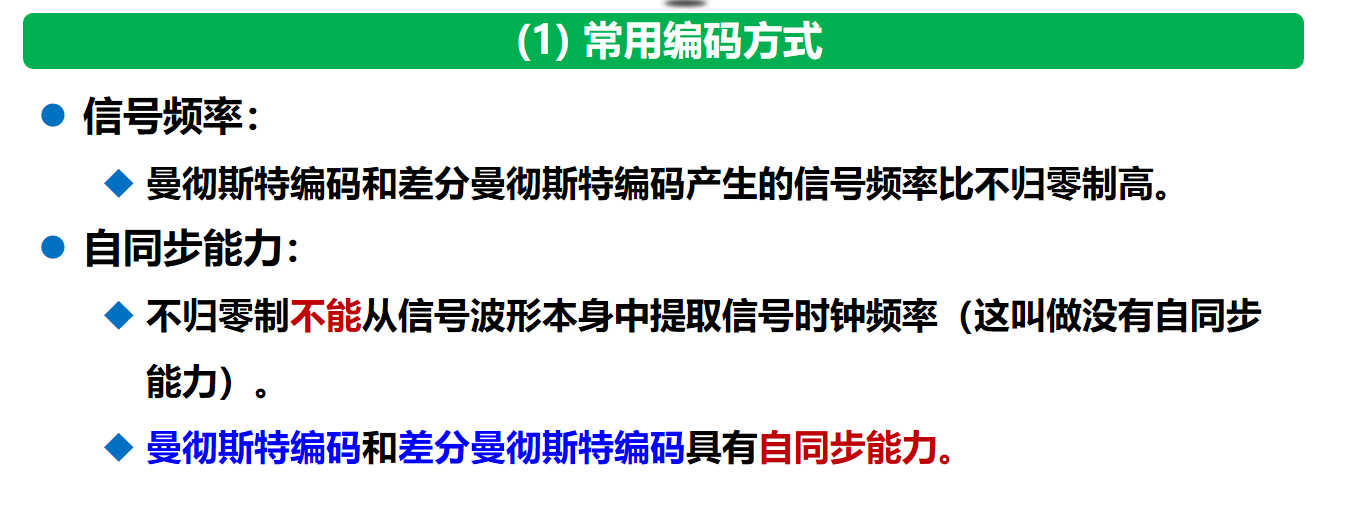 (1) 常用编码方式
信号频率：
曼彻斯特编码和差分曼彻斯特编码产生的信号频率比不归零制高。
自同步能力：
不归零制不能从信号波形本身中提取信号时钟频率（这叫做没有自同步
能力）。
曼彻斯特编码和差分曼彻斯特编码具有自同步能力。